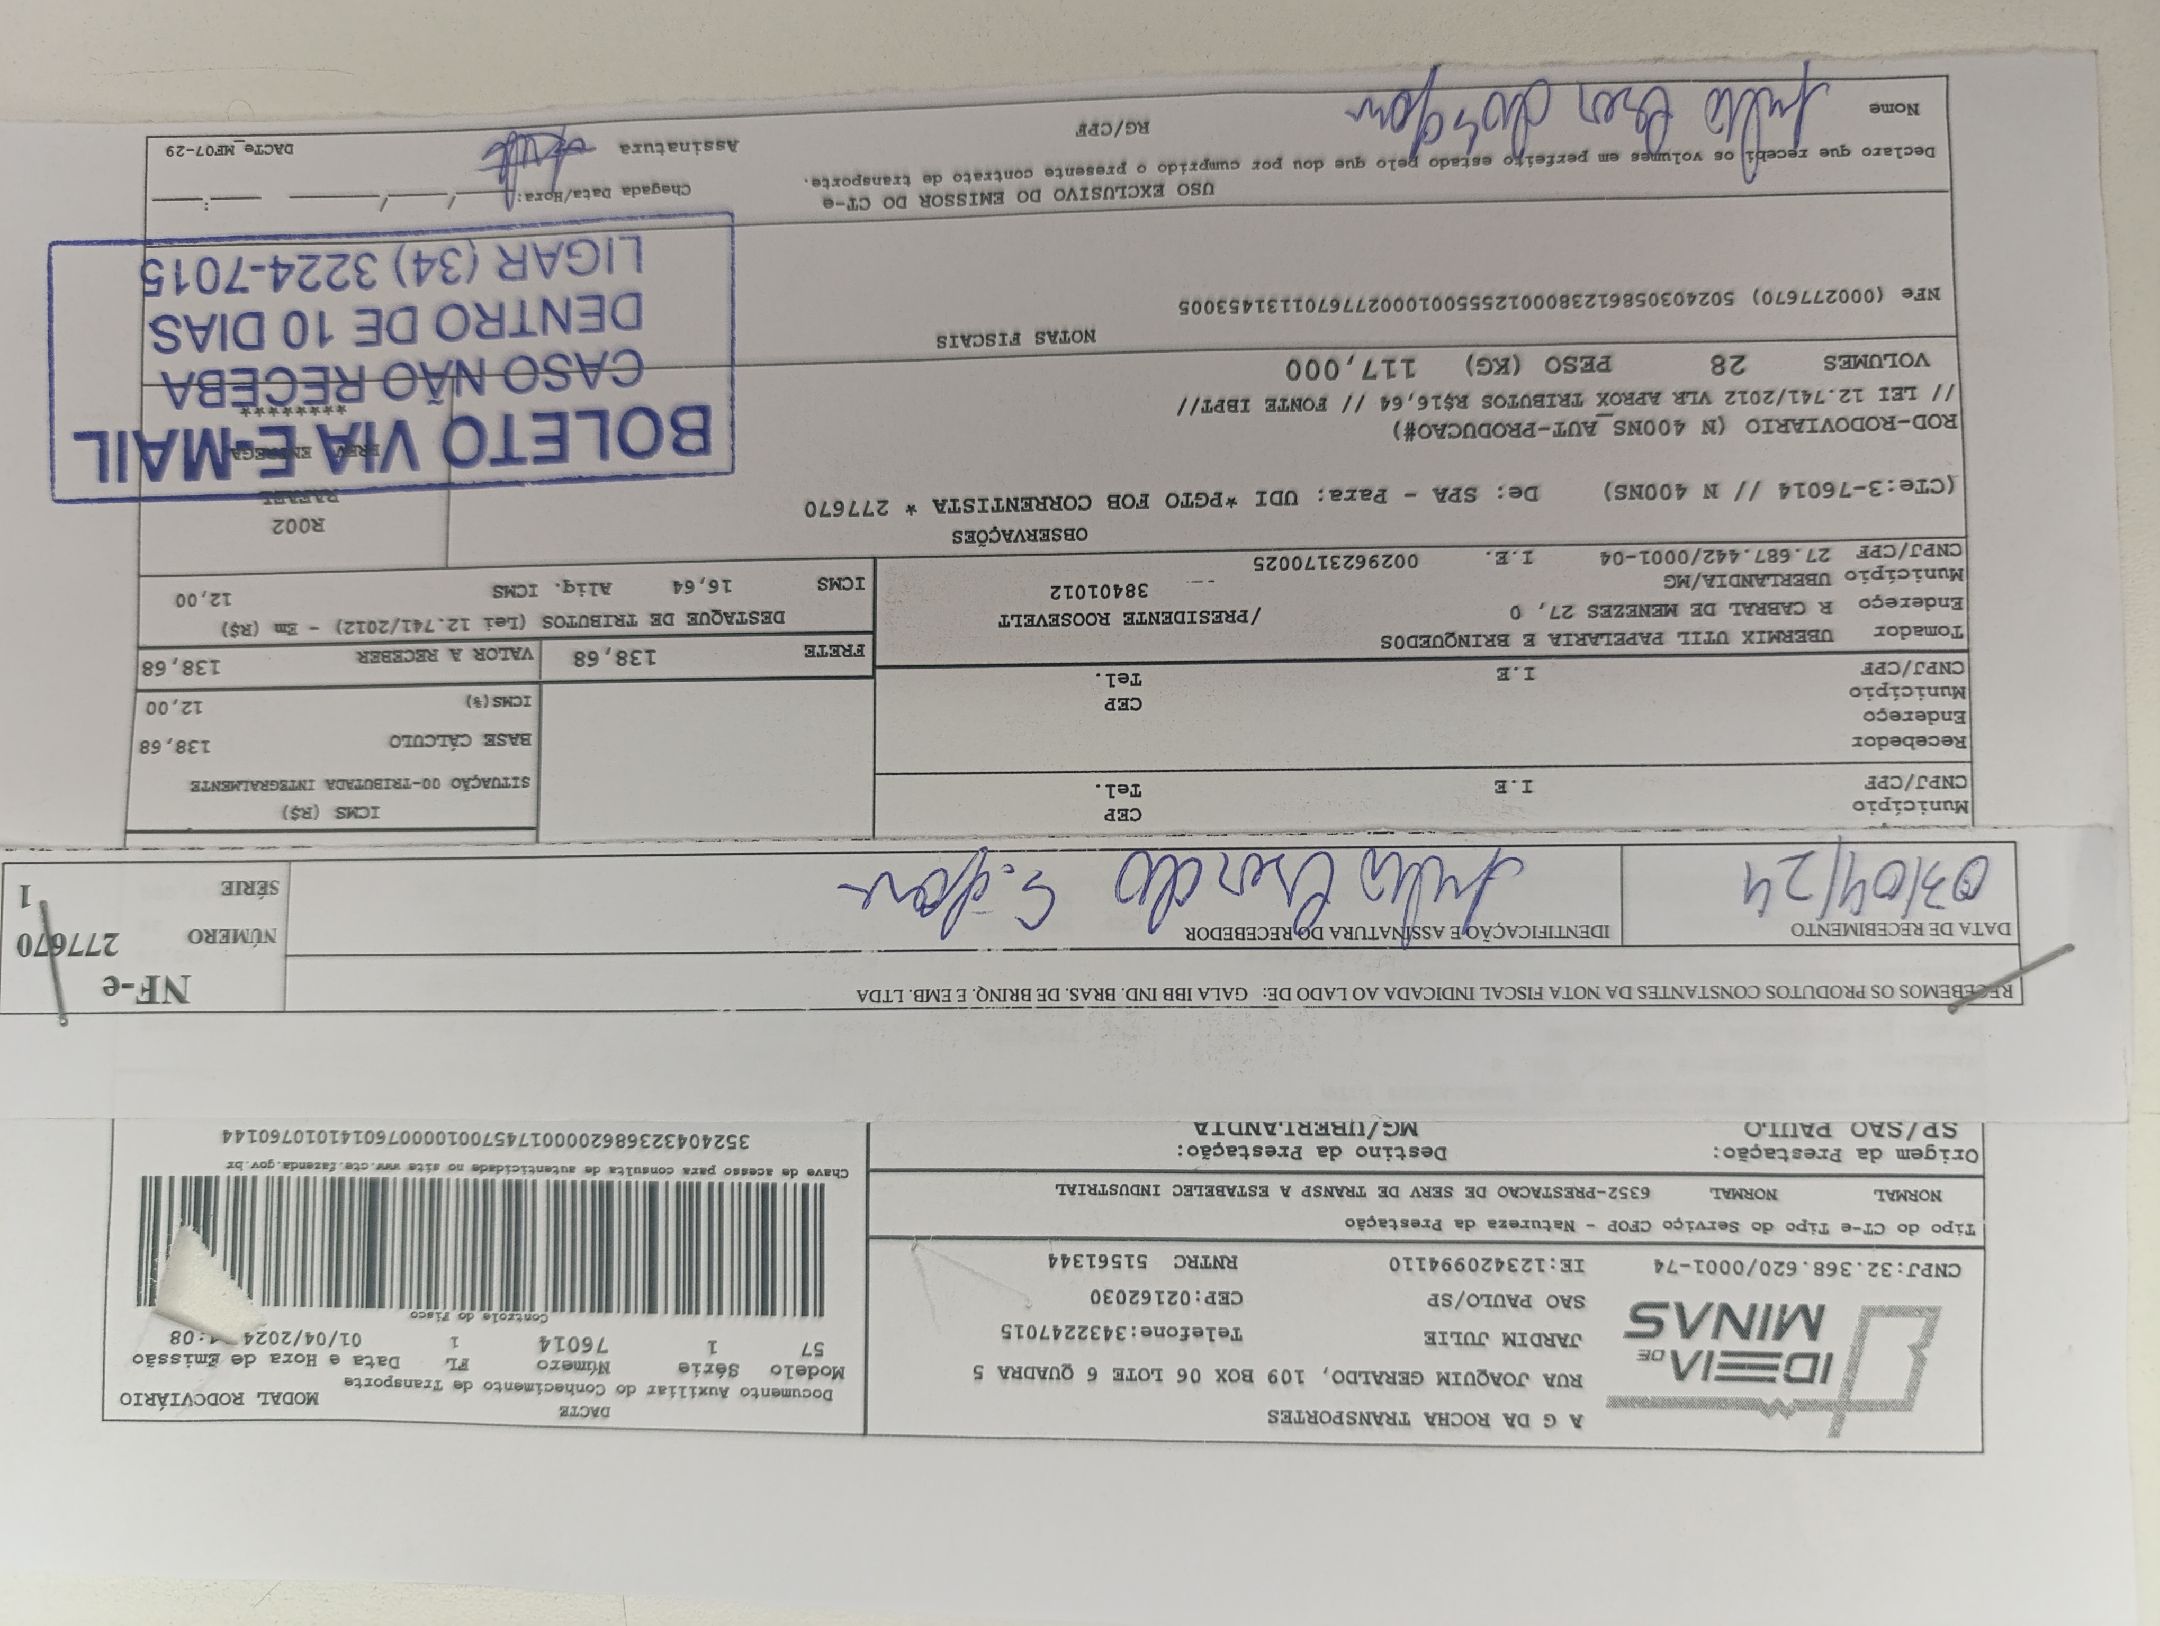 IDEIA DE MINAS
A G DA ROCHA TRANSPORTES
RUA JOAQUIM GERALDO, 109 BOX 06 LOTE 6 QUADRA 5
JARDIM JULIE Telefone:3432247015
SAO PAULO/SP CEP:02162030
CNPJ:32.368.620/0001-74 IE:123420994110 RNTRC 51561344
DACTE
Documento Auxiliar do Conhecimento de Transporte
MODAL RODOVIÁRIO
Modelo Série Número FL Data e Hora de Emissão
57 1 76014 1 01/04/2024 :08
Controle do Fisco
Chave de acesso para consulta de autenticidade no site www.cte.fazenda.gov.br
35240432368620000174570010000760141010760144
Tipo do CT-e Tipo do Serviço CFOP - Natureza da Prestação
NORMAL NORMAL 6352-PRESTACAO DE SERV DE TRANSP A ESTABELEC INDUSTRIAL
Origem da Prestação: Destino da Prestação:
SP/SAO PAULO MG/UBERLANDIA
RECEBEMOS OS PRODUTOS CONSTANTES DA NOTA FISCAL INDICADA AO LADO DE: GALA IBB IND. BRAS. DE BRINQ. E EMB. LTDA
NF-e
NÚMERO 277670
SÉRIE 1
DATA DE RECEBIMENTO
03/04/24
IDENTIFICAÇÃO E ASSINATURA DO RECEBEDOR
Município CEP
CNPJ/CPF I.E Tel.
Recebedor
Endereço
Município CEP
CNPJ/CPF I.E Tel.
ICMS (R$)
SITUAÇÃO 00-TRIBUTADA INTEGRALMENTE
BASE CÁLCULO 138,68
ICMS(%) 12,00
FRETE 138,68 VALOR A RECEBER 138,68
Tomador UBERMIX UTIL PAPELARIA E BRINQUEDOS
Endereço R CABRAL DE MENEZES 27, 0 /PRESIDENTE ROOSEVELT
Município UBERLANDIA/MG 38401012
CNPJ/CPF 27.687.442/0001-04 I.E. 0029623170025
DESTAQUE DE TRIBUTOS (Lei 12.741/2012) - Em (R$)
ICMS 16,64 Aliq. ICMS 12,00
OBSERVAÇÕES
(CTe:3-76014 // N 400NS) De: SPA - Para: UDI *PGTO FOB CORRENTISTA * 277670
ROD-RODOVIARIO (N 400NS_AUT-PRODUCAO#)
// LEI 12.741/2012 VLR APROX TRIBUTOS R$16,64 // FONTE IBPT//
R002
RAFAEL
PREV ENTREGA
********
VOLUMES 28 PESO (KG) 117,000
NOTAS FISCAIS
NFe (000277670) 50240305861238000125550010002776701131453005
BOLETO VIA E-MAIL
CASO NÃO RECEBA
DENTRO DE 10 DIAS
LIGAR (34) 3224-7015
USO EXCLUSIVO DO EMISSOR DO CT-e
Declaro que recebi os volumes em perfeito estado pelo que dou por cumprido o presente contrato de transporte.
Chegada Data/Hora: __/__/__ __:__
Nome RG/CPF Assinatura
DACTe_MF07-29